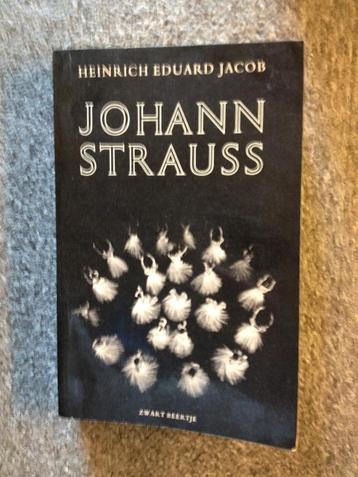 HEINRICH EDUARD JACOB
JOHANN
STRAUSS
ZWART BEERTJE